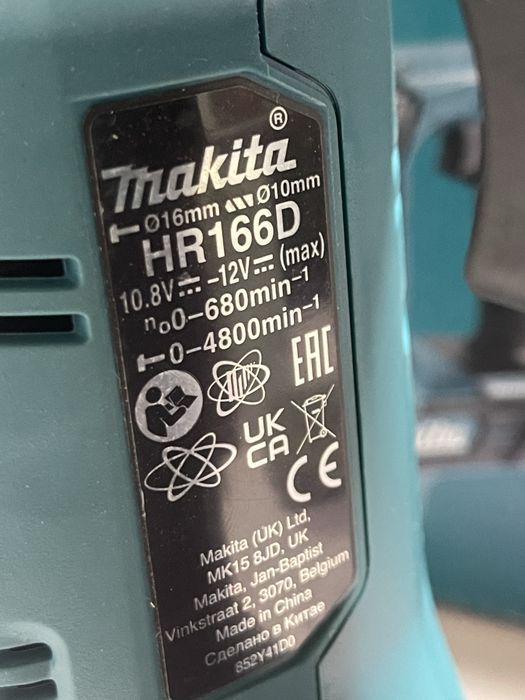 makita®
Ø16mm Ø10mm
HR166D
10.8V⎓ -12V⎓ (max)
n₀0–680min⁻¹
0–4800min⁻¹
EAC
UK
CA
CE
Makita (UK) Ltd,
MK15 8JD, UK
Makita, Jan-Baptist
Vinkstraat 2, 3070, Belgium
Made in China
Сделано в Китае
852Y41D0